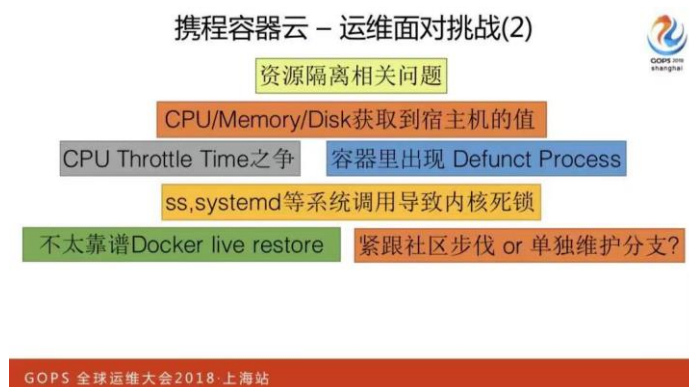 携程容器云 – 运维面对挑战(2)
GOPS 2018
shanghai
资源隔离相关问题
CPU/Memory/Disk获取到宿主机的值
CPU Throttle Time之争
容器里出现 Defunct Process
ss,systemd等系统调用导致内核死锁
不太靠谱Docker live restore
紧跟社区步伐 or 单独维护分支?
GOPS 全球运维大会2018·上海站